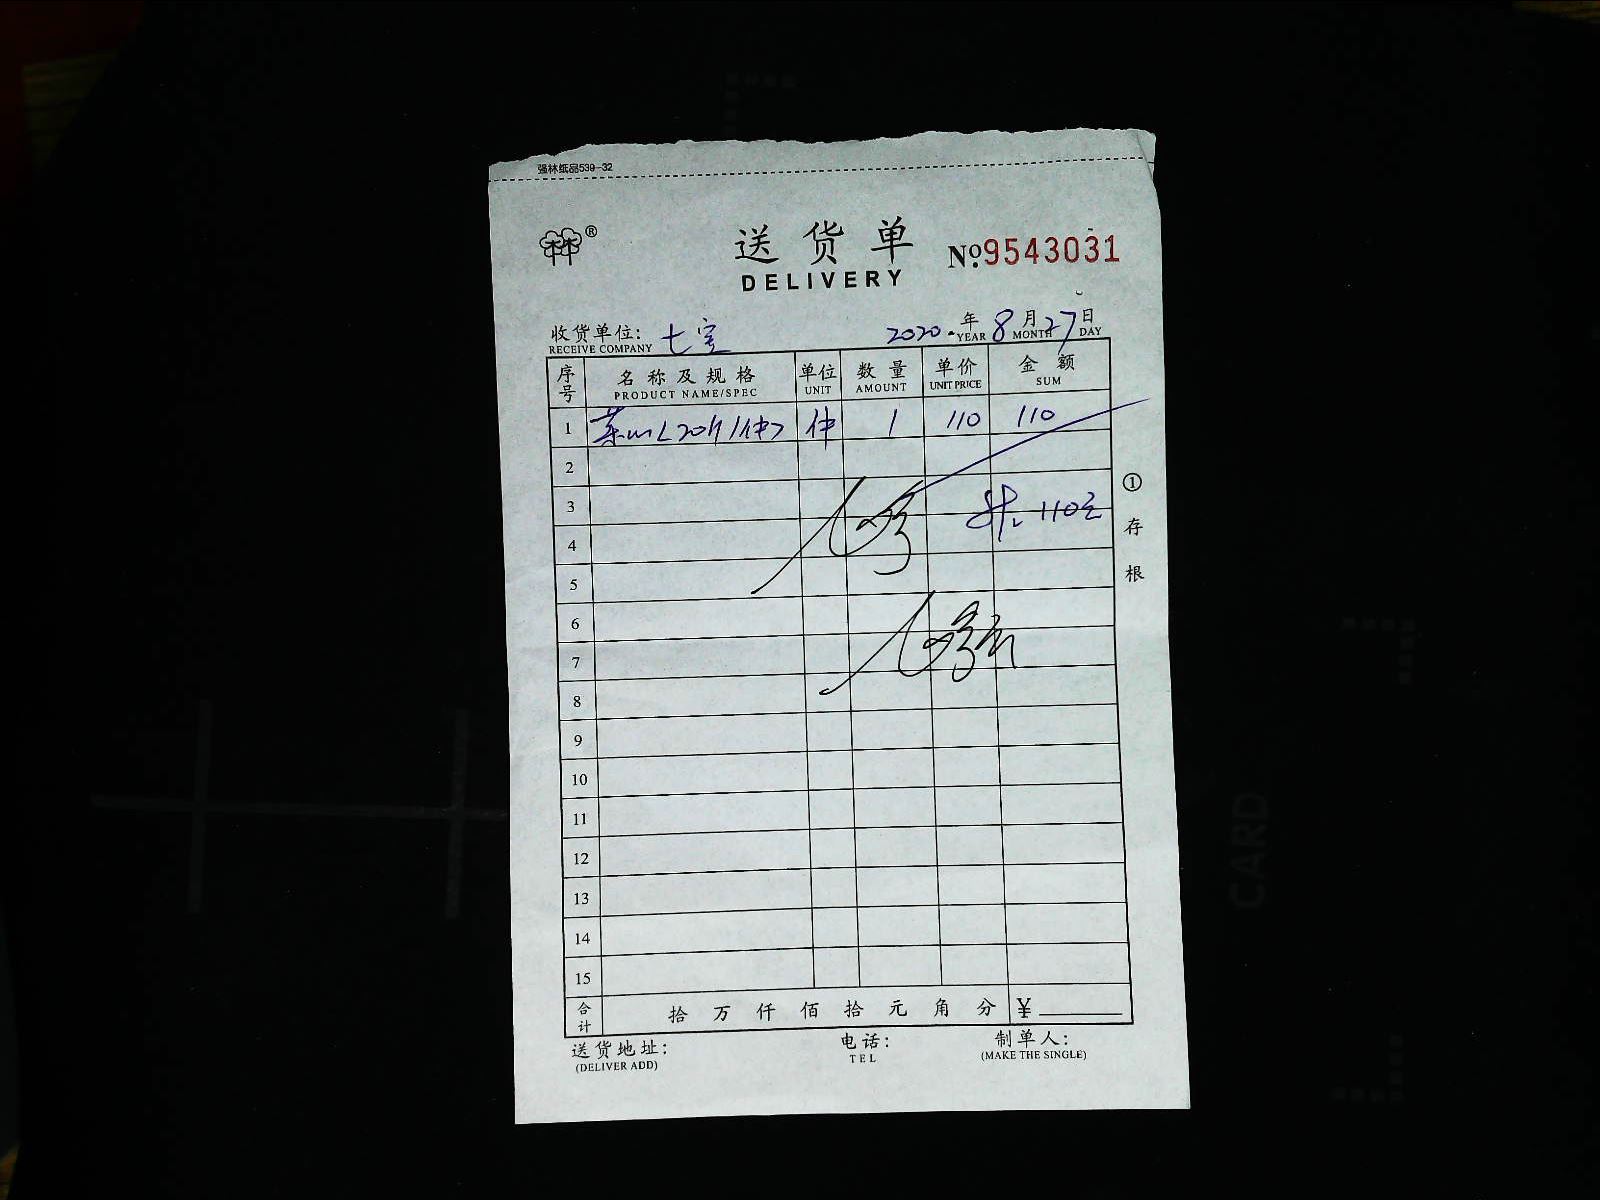 强林纸品539-32
林® 送货单 №9543031
DELIVERY
收货单位: 七宝 2020.年8月27日
RECEIVE COMPANY YEAR MONTH DAY
序号 名称及规格 单位 数量 单价 金额
PRODUCT NAME/SPEC UNIT AMOUNT UNIT PRICE SUM
1 件 1 110 110
2
3 共: 110元
4
5
6
7
8
9
10
11
12
13
14
15
合计 拾 万 仟 佰 拾 元 角 分 ¥
送货地址: 电话: 制单人:
(DELIVER ADD) TEL (MAKE THE SINGLE)
①存根
CARD